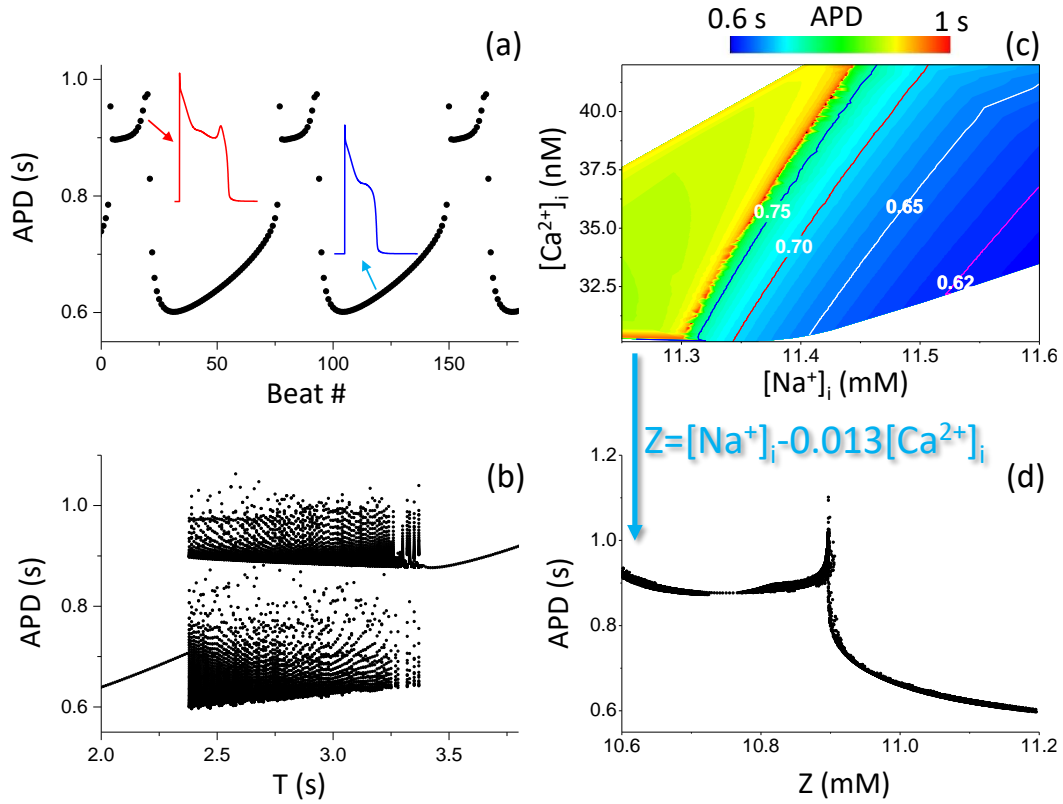 (a)
1.0
0.8
0.6
APD (s)
0
50
100
150
Beat #
0.6 s
APD
1 s
(c)
40.0
37.5
35.0
32.5
[Ca²⁺]ᵢ (nM)
0.75
0.70
0.65
0.62
11.3
11.4
11.5
11.6
[Na⁺]ᵢ (mM)
Z=[Na⁺]ᵢ-0.013[Ca²⁺]ᵢ
(b)
1.0
0.8
0.6
APD (s)
2.0
2.5
3.0
3.5
T (s)
(d)
1.2
1.0
0.8
0.6
APD (s)
10.6
10.8
11.0
11.2
Z (mM)